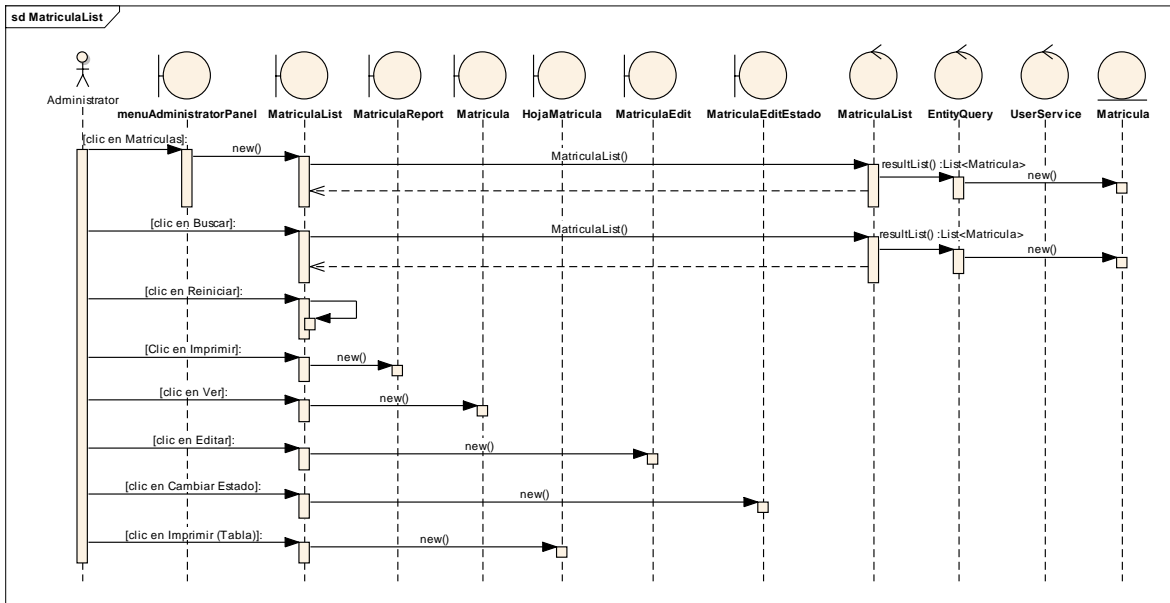 sd MatriculaList
Administrator
menuAdministratorPanel
MatriculaList
MatriculaReport
Matricula
HojaMatricula
MatriculaEdit
MatriculaEditEstado
MatriculaList
EntityQuery
UserService
Matricula
[clic en Matriculas]:
new()
MatriculaList()
resultList() :List<Matricula>
new()
[clic en Buscar]:
MatriculaList()
resultList() :List<Matricula>
new()
[clic en Reiniciar]:
[Clic en Imprimir]:
new()
[clic en Ver]:
new()
[clic en Editar]:
new()
[clic en Cambiar Estado]:
new()
[clic en Imprimir (Tabla)]:
new()